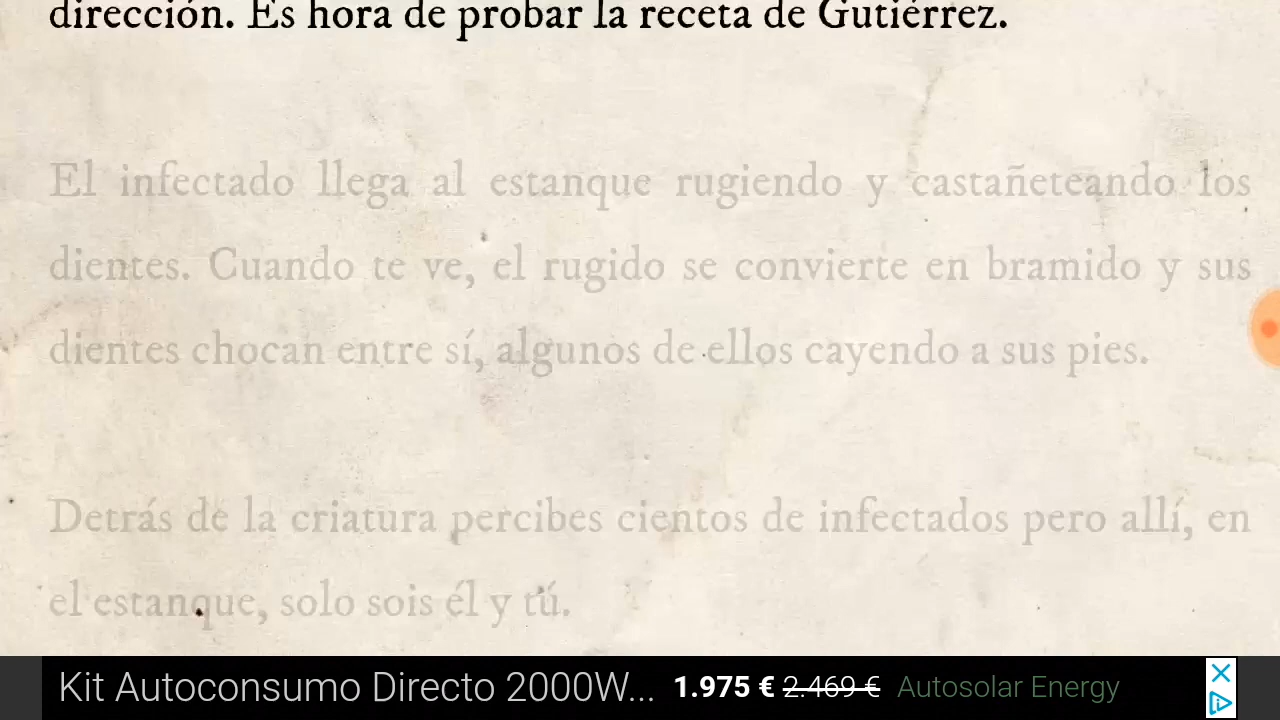 dirección. Es hora de probar la receta de Gutiérrez.
El infectado llega al estanque rugiendo y castañeteando los
dientes. Cuando te ve, el rugido se convierte en bramido y sus
dientes chocan entre sí, algunos de ellos cayendo a sus pies.
Detrás de la criatura percibes cientos de infectados pero allí, en
el estanque, solo sois él y tú.
Kit Autoconsumo Directo 2000W... 1.975 € 2.469 € Autosolar Energy